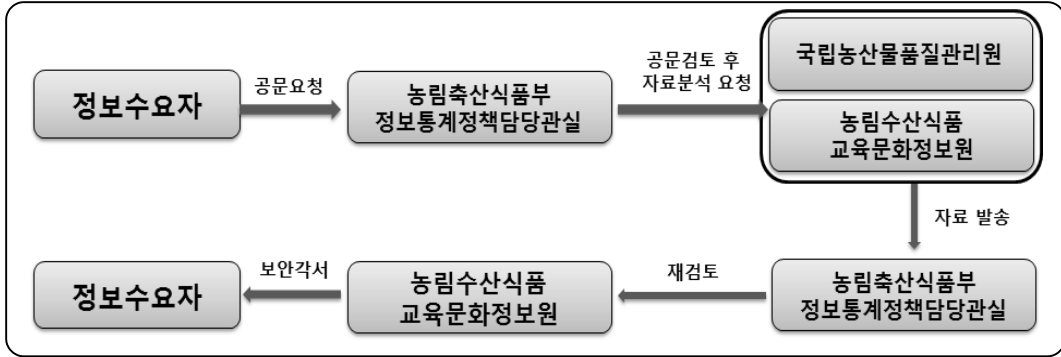 정보수요자
공문요청
농림축산식품부
정보통계정책담당관실
공문검토 후
자료분석 요청
국립농산물품질관리원
농림수산식품
교육문화정보원
자료 발송
농림축산식품부
정보통계정책담당관실
재검토
농림수산식품
교육문화정보원
보안각서
정보수요자